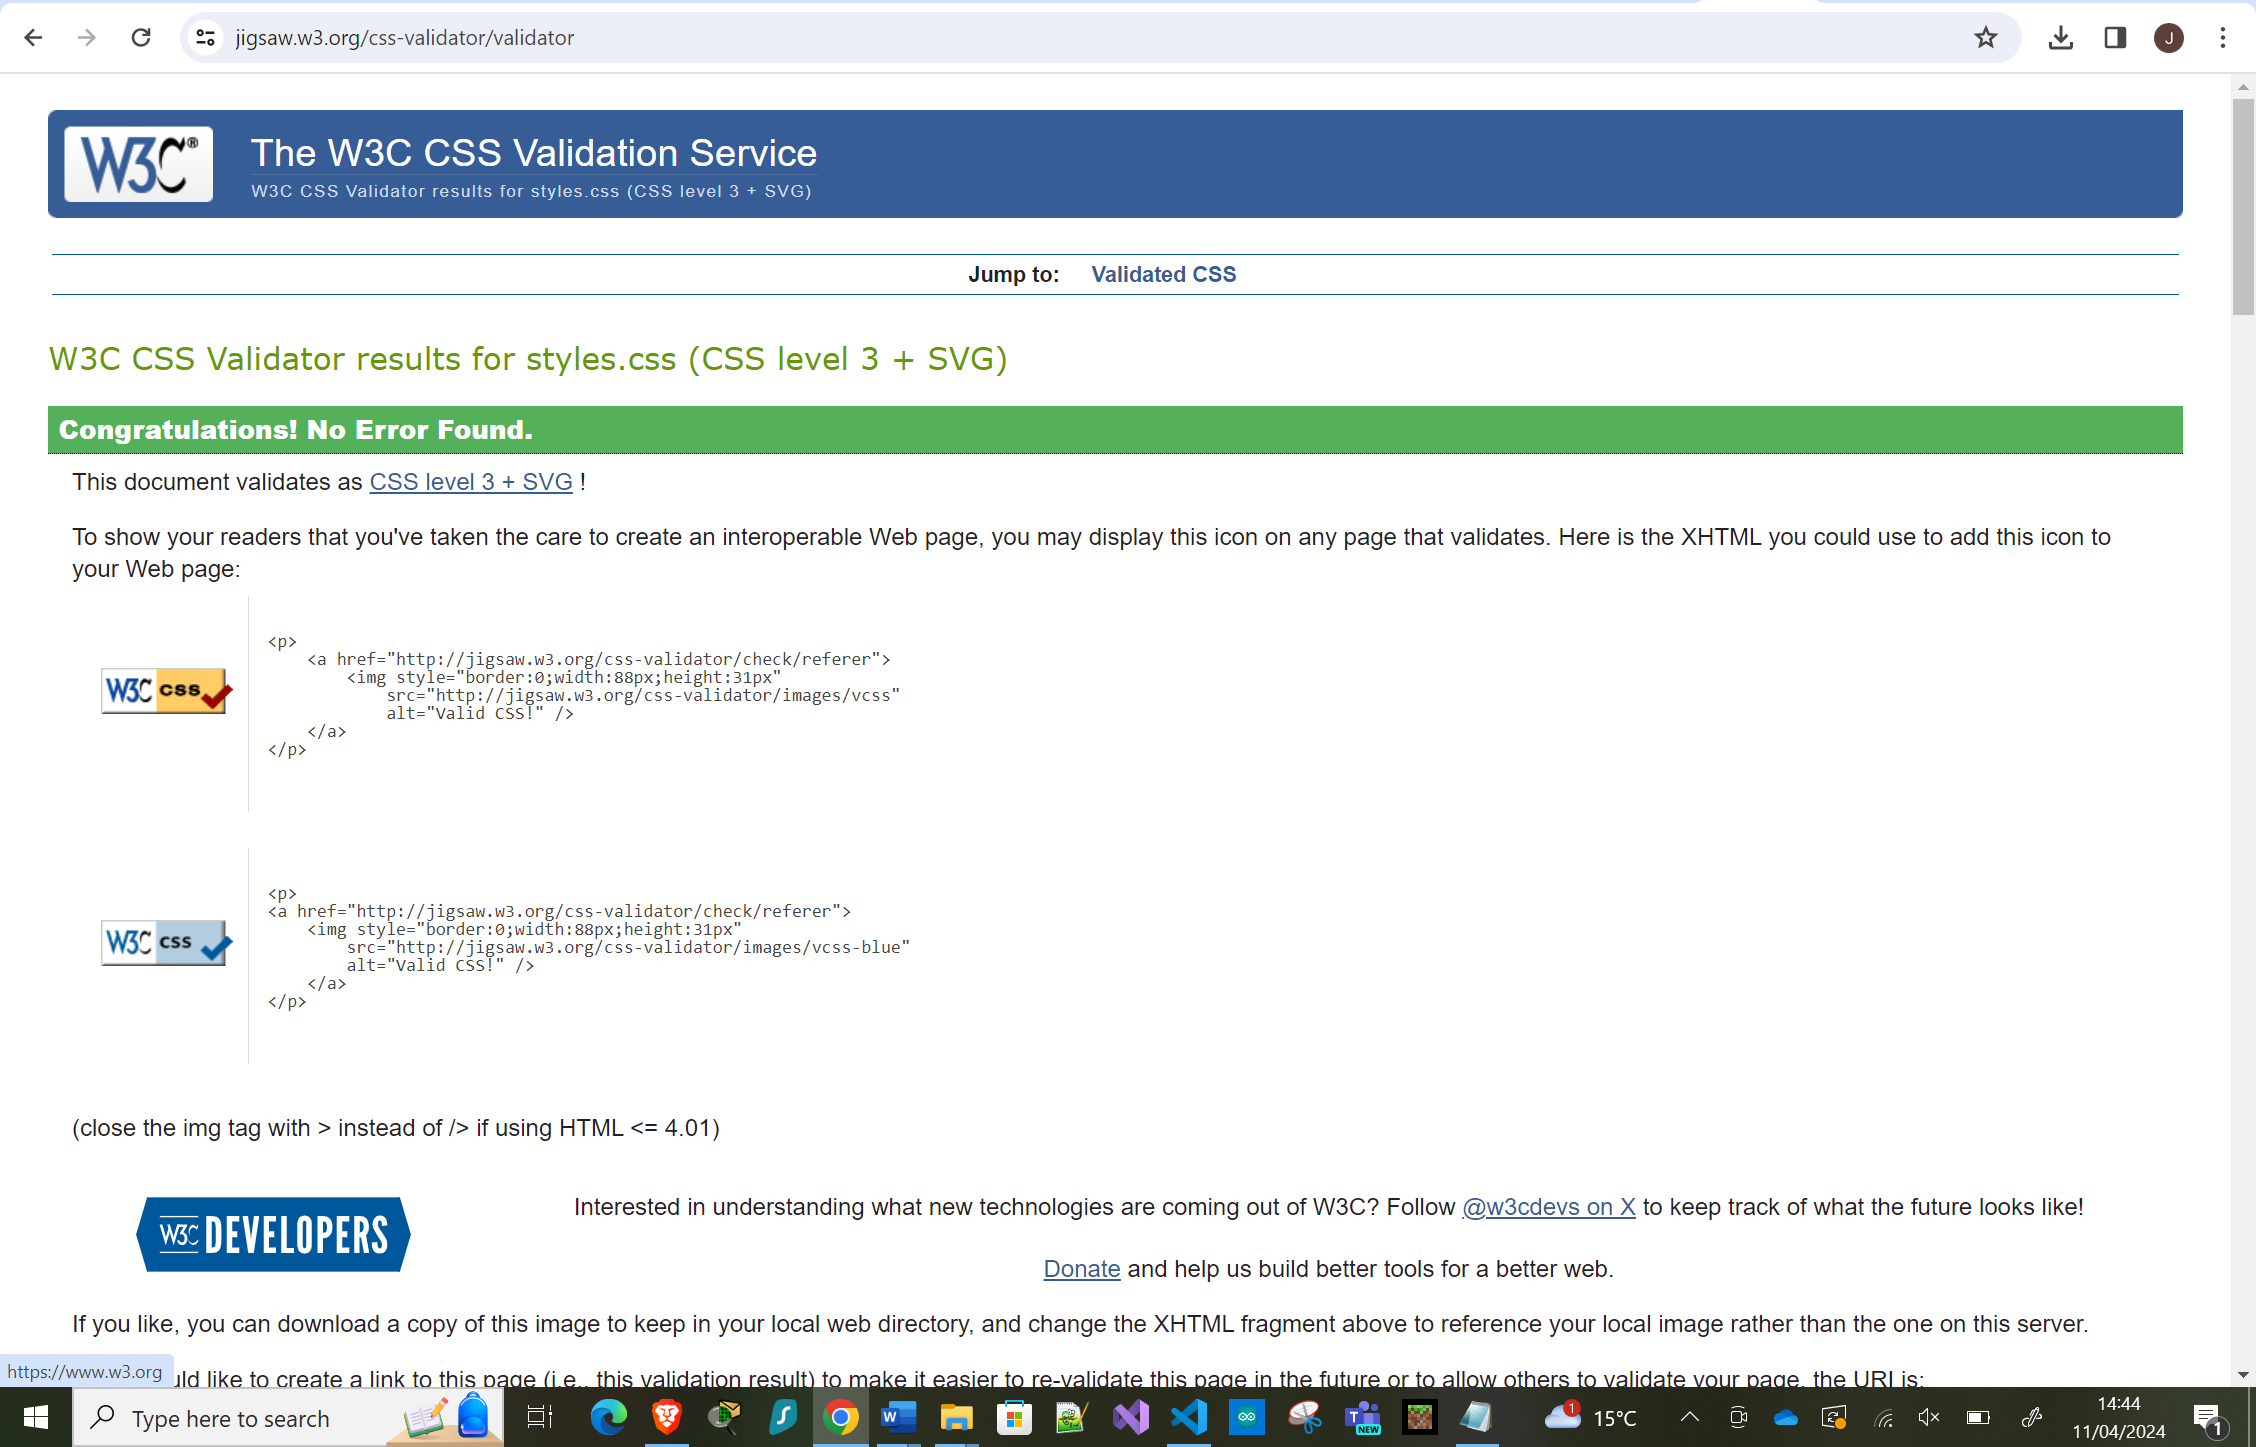 jigsaw.w3.org/css-validator/validator
J
W3C®
The W3C CSS Validation Service
W3C CSS Validator results for styles.css (CSS level 3 + SVG)
Jump to: Validated CSS
W3C CSS Validator results for styles.css (CSS level 3 + SVG)
Congratulations! No Error Found.
This document validates as CSS level 3 + SVG !
To show your readers that you've taken the care to create an interoperable Web page, you may display this icon on any page that validates. Here is the XHTML you could use to add this icon to
your Web page:
W3C css
<p>
<a href="http://jigsaw.w3.org/css-validator/check/referer">
<img style="border:0;width:88px;height:31px"
src="http://jigsaw.w3.org/css-validator/images/vcss"
alt="Valid CSS!" />
</a>
</p>
W3C css
<p>
<a href="http://jigsaw.w3.org/css-validator/check/referer">
<img style="border:0;width:88px;height:31px"
src="http://jigsaw.w3.org/css-validator/images/vcss-blue"
alt="Valid CSS!" />
</a>
</p>
(close the img tag with > instead of /> if using HTML <= 4.01)
W3C DEVELOPERS
Interested in understanding what new technologies are coming out of W3C? Follow @w3cdevs on X to keep track of what the future looks like!
Donate and help us build better tools for a better web.
If you like, you can download a copy of this image to keep in your local web directory, and change the XHTML fragment above to reference your local image rather than the one on this server.
https://www.w3.org
uld like to create a link to this page (i.e., this validation result) to make it easier to re-validate this page in the future or to allow others to validate your page, the URI is:
Type here to search
W
T
NEW
1
15°C
14:44
11/04/2024
1